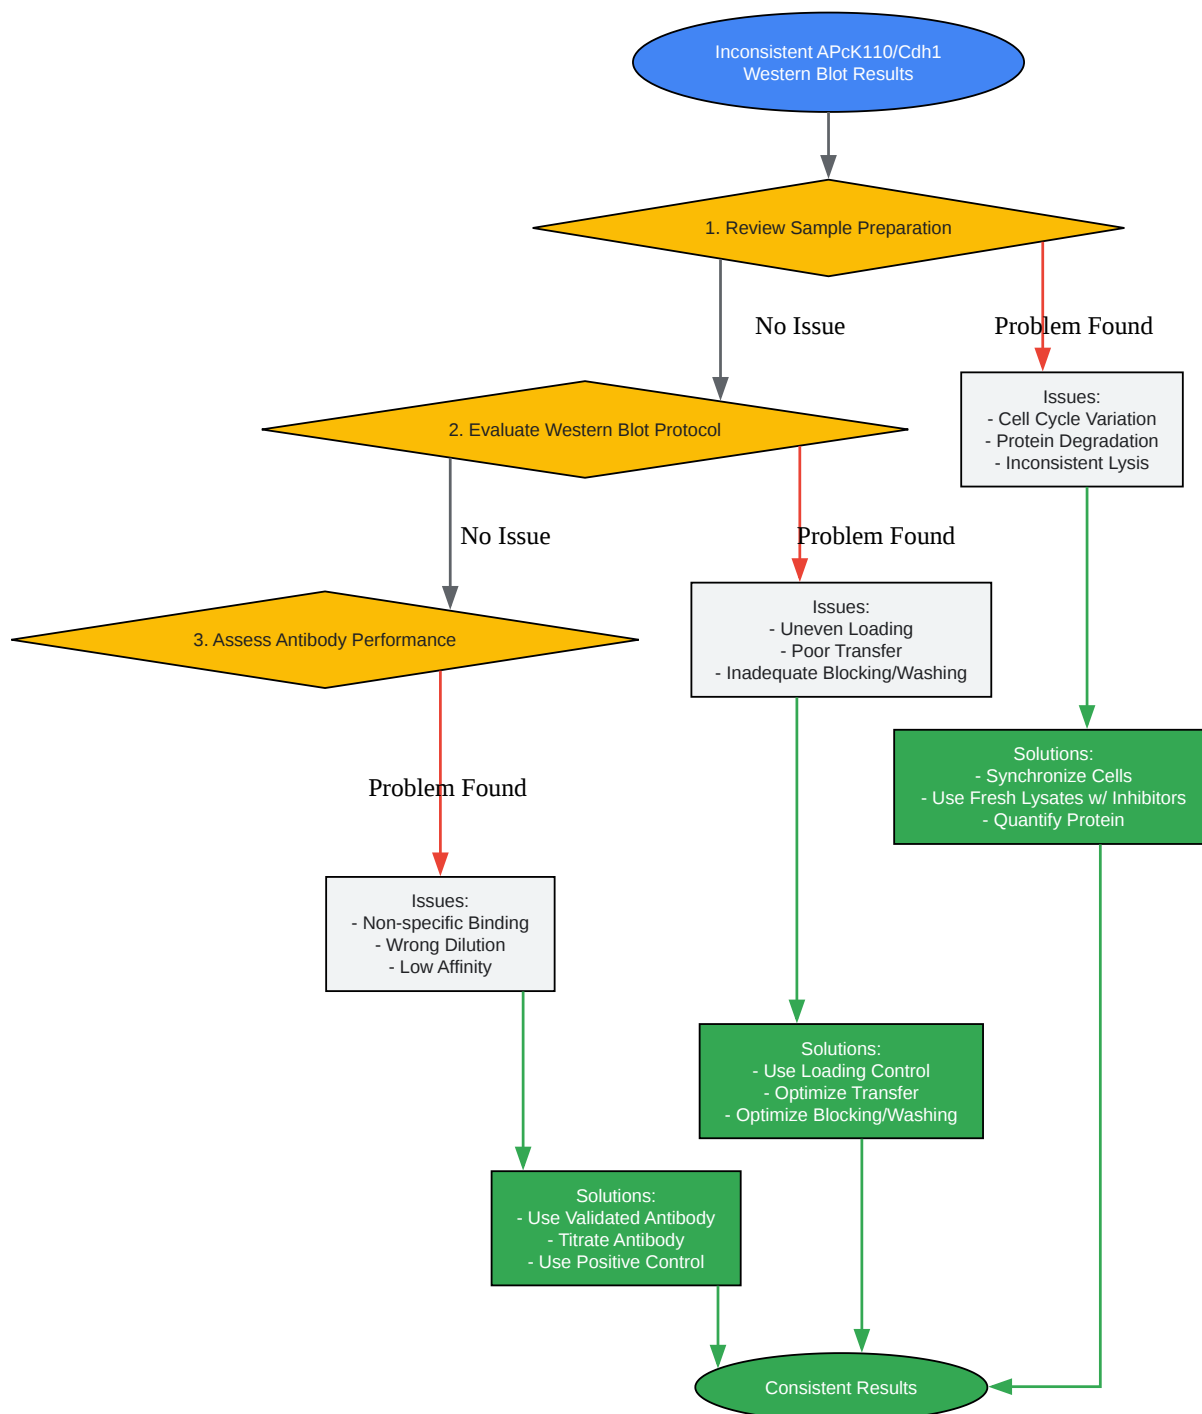 Inconsistent APcK110/Cdh1
Western Blot Results
1. Review Sample Preparation
No Issue
Problem Found
Issues:
- Cell Cycle Variation
- Protein Degradation
- Inconsistent Lysis
2. Evaluate Western Blot Protocol
No Issue
Problem Found
Issues:
- Uneven Loading
- Poor Transfer
- Inadequate Blocking/Washing
3. Assess Antibody Performance
Solutions:
- Synchronize Cells
- Use Fresh Lysates w/ Inhibitors
- Quantify Protein
Problem Found
Issues:
- Non-specific Binding
- Wrong Dilution
- Low Affinity
Solutions:
- Use Loading Control
- Optimize Transfer
- Optimize Blocking/Washing
Solutions:
- Use Validated Antibody
- Titrate Antibody
- Use Positive Control
Consistent Results